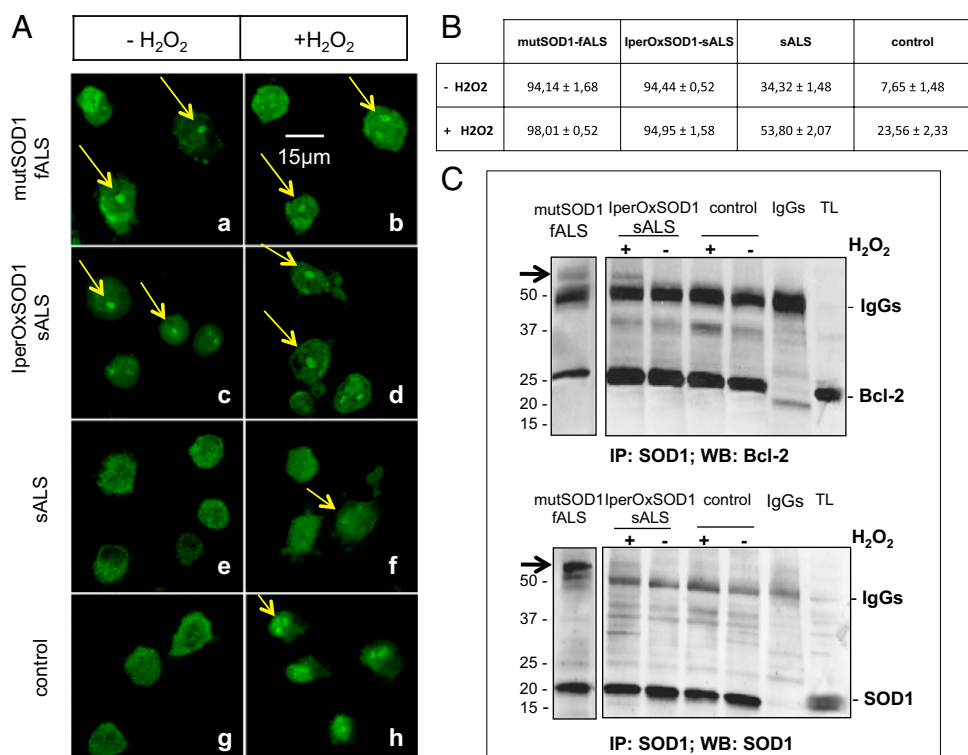 A
- H₂O₂ +H₂O₂
mutSOD1
fALS
a
b
15µm
IperOxSOD1
sALS
c
d
sALS
e
f
control
g
h
B
mutSOD1-fALS IperOxSOD1-sALS sALS control
- H2O2 94,14 ± 1,68 94,44 ± 0,52 34,32 ± 1,48 7,65 ± 1,48
+ H2O2 98,01 ± 0,52 94,95 ± 1,58 53,80 ± 2,07 23,56 ± 2,33
C
mutSOD1 IperOxSOD1 control IgGs TL
fALS sALS
+ - + - H₂O₂
50 -
- IgGs
37 -
25 -
- Bcl-2
20 -
15 -
IP: SOD1; WB: Bcl-2
mutSOD1 IperOxSOD1 control IgGs TL
fALS sALS
+ - + - H₂O₂
50 -
- IgGs
37 -
25 -
20 -
- SOD1
15 -
IP: SOD1; WB: SOD1